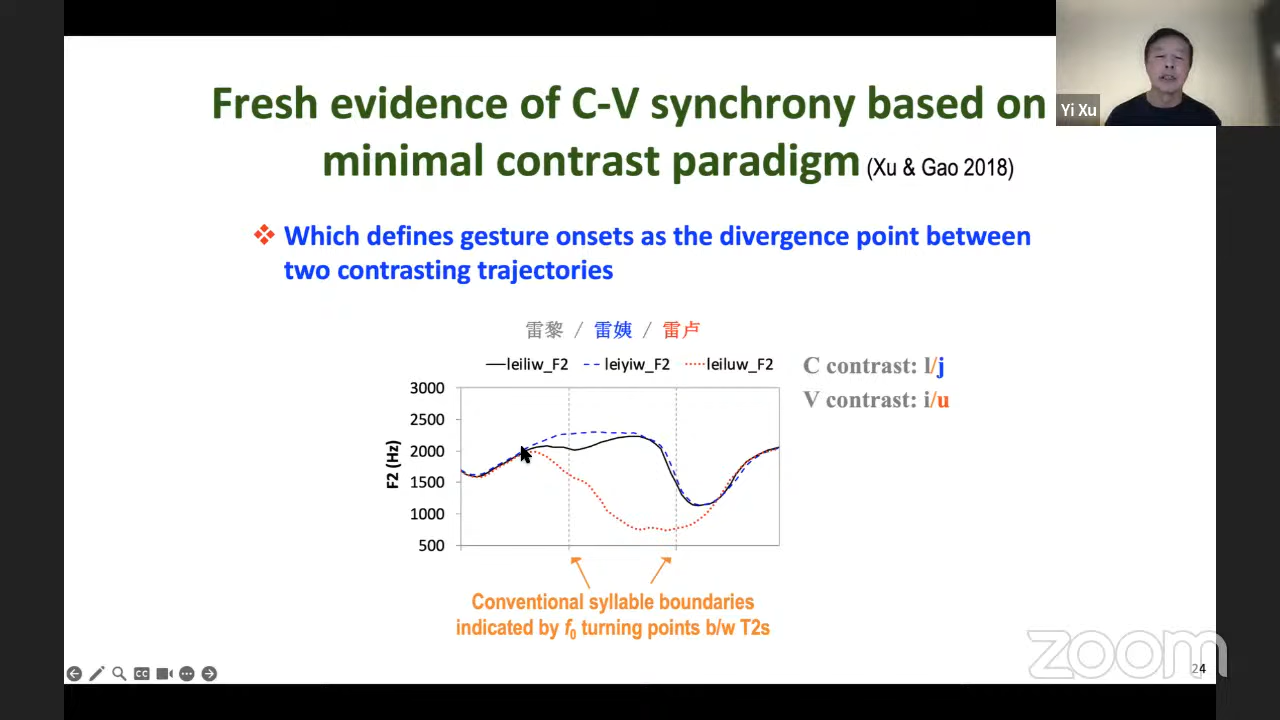 Fresh evidence of C-V synchrony based on
minimal contrast paradigm (Xu & Gao 2018)
Yi Xu
❖ Which defines gesture onsets as the divergence point between
two contrasting trajectories
雷黎 / 雷姨 / 雷卢
leiliw_F2 leiyiw_F2 leiluw_F2
C contrast: l/j
V contrast: i/u
3000
2500
2000
1500
1000
500
F2 (Hz)
Conventional syllable boundaries
indicated by f0 turning points b/w T2s
CC
zoom
24